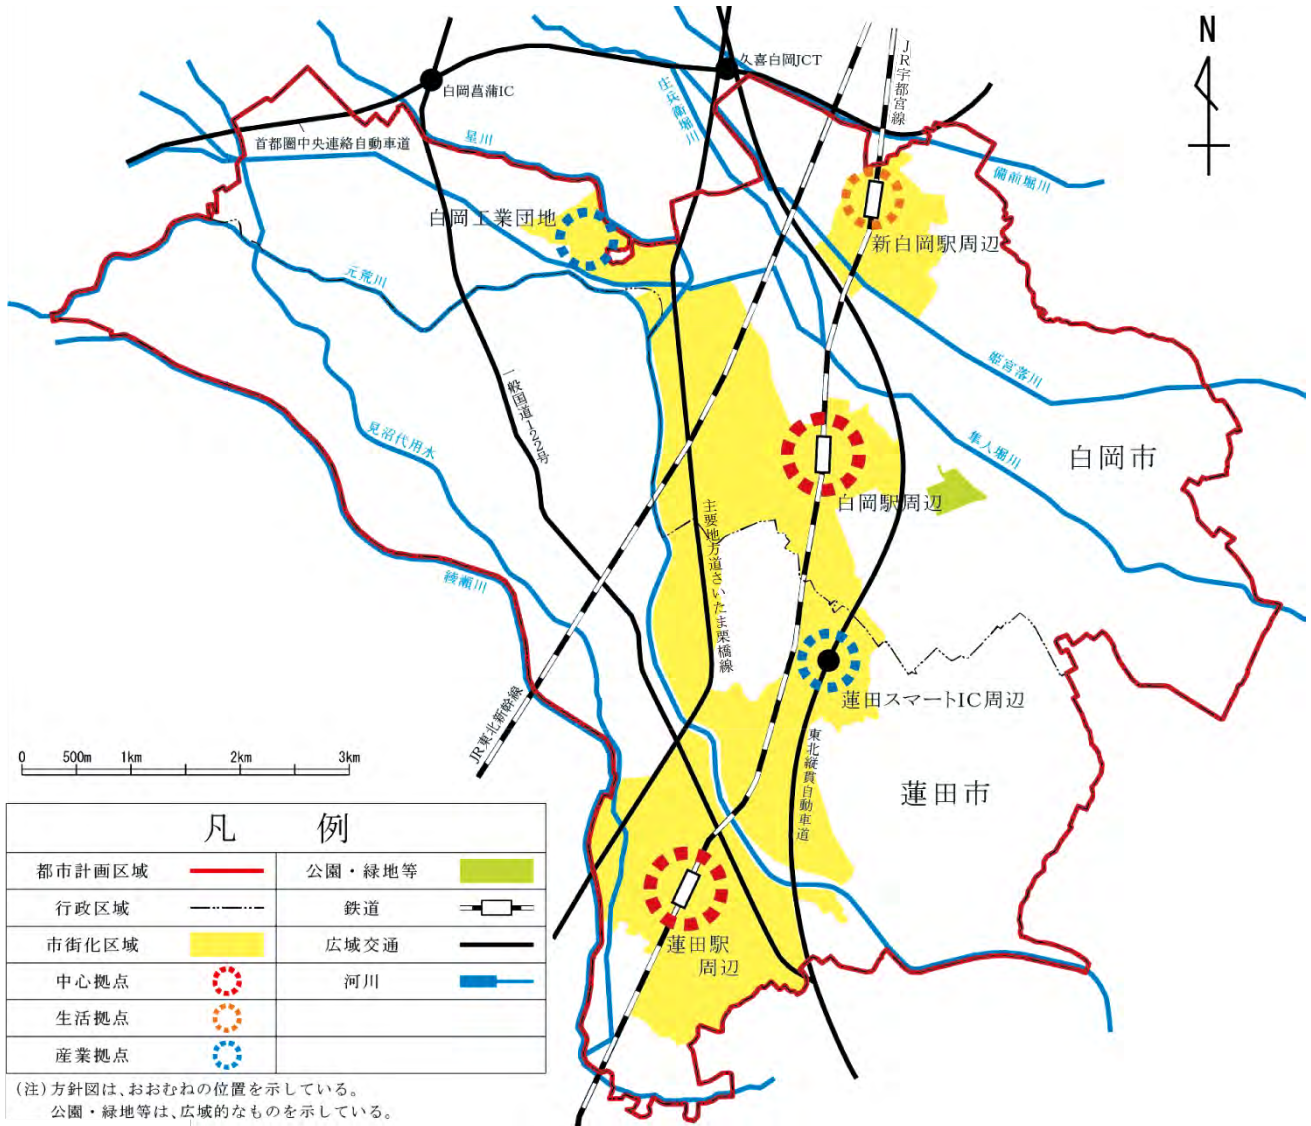 N
久喜白岡JCT
JR宇都宮線
白岡菖蒲IC
庄兵衛堀川
首都圏中央連絡自動車道
星川
備前堀川
白岡工業団地
新白岡駅周辺
元荒川
姫宮落川
一般国道122号
見沼代用水
隼人堀川
白岡市
白岡駅周辺
主要地方道さいたま栗橋線
綾瀬川
蓮田スマートIC周辺
JR東北新幹線
東北縦貫自動車道
蓮田市
0 500m 1km 2km 3km
蓮田駅
周辺
凡 例
都市計画区域 公園・緑地等
行政区域 鉄道
市街化区域 広域交通
中心拠点 河川
生活拠点
産業拠点
(注)方針図は、おおむねの位置を示している。
公園・緑地等は、広域的なものを示している。